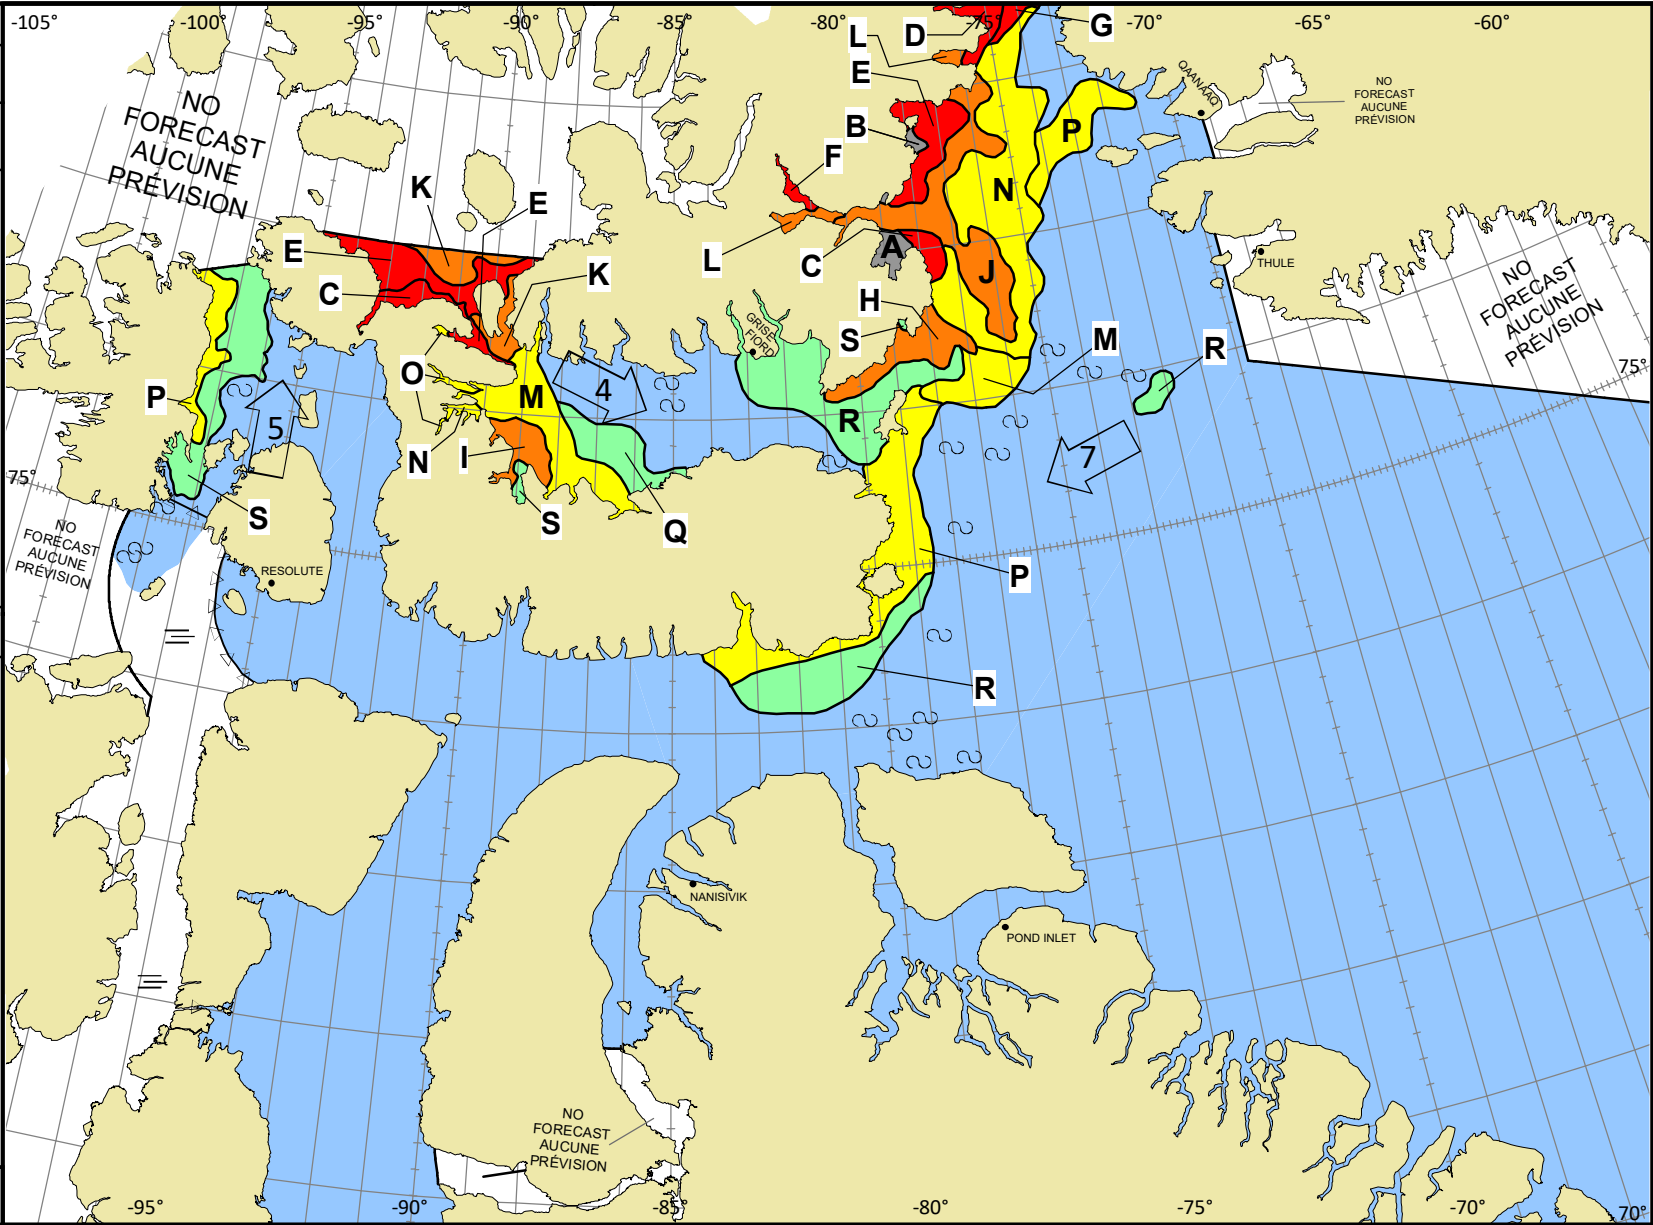 -105°
-100°
-95°
-90°
-85°
-80°
-75°
-70°
-65°
-60°
D
G
L
E
B
F
P
N
K
E
E
C
K
L
C
A
J
H
S
M
R
NO
FORECAST
AUCUNE
PRÉVISION
QAANAAQ
NO
FORECAST
AUCUNE
PRÉVISION
THULE
NO
FORECAST
AUCUNE
PRÉVISION
75°
GRISE
FIORD
O
P
M
4
5
R
7
N
I
S
S
Q
75°
NO
FORECAST
AUCUNE
PRÉVISION
RESOLUTE
P
R
NANISIVIK
POND INLET
NO
FORECAST
AUCUNE
PRÉVISION
-95°
-90°
-85°
-80°
-75°
-70°
70°